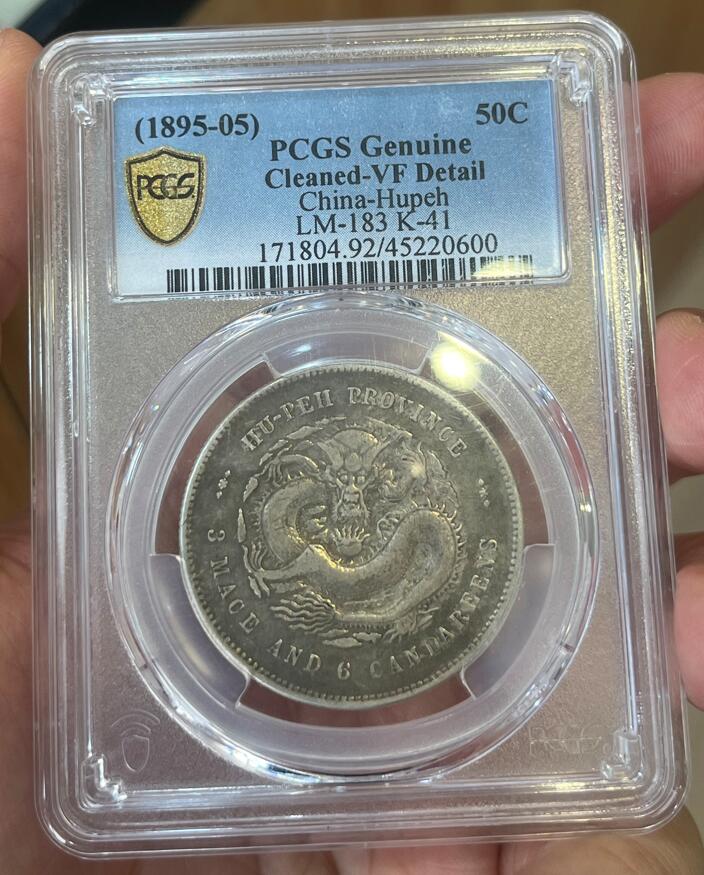 (1895-05) 50C
PCGS Genuine
Cleaned-VF Detail
China-Hupeh
LM-183 K-41
171804.92/45220600
PCGS
HU-PEH PROVINCE
3 MACE AND 6 CANDAREENS
PCGS